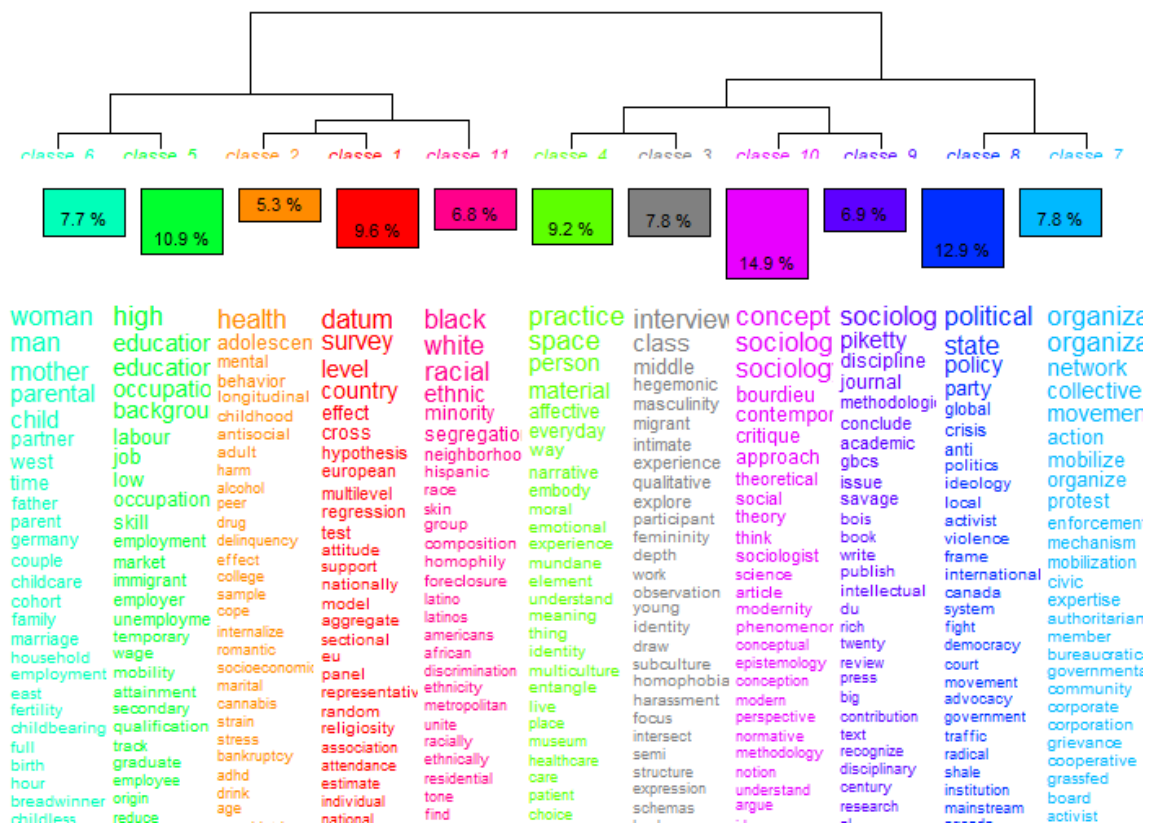 classe 6 classe 5 classe 2 classe 1 classe 11 classe 4 classe 3 classe 10 classe 9 classe 8 classe 7
7.7 % 10.9 % 5.3 % 9.6 % 6.8 % 9.2 % 7.8 % 14.9 % 6.9 % 12.9 % 7.8 %
woman
man
mother
parental
child
partner
west
time
father
parent
germany
couple
childcare
cohort
family
marriage
household
employment
east
fertility
childbearing
full
birth
hour
breadwinner
childless
high
education
education
occupatio
backgrou
labour
job
low
occupation
skill
employment
market
immigrant
employer
unemployme
temporary
wage
mobility
attainment
secondary
qualification
track
graduate
employee
origin
reduce
health
adolescen
mental
behavior
longitudinal
childhood
antisocial
adult
harm
alcohol
peer
drug
delinquency
effect
college
sample
cope
internalize
romantic
socioeconomi
marital
cannabis
strain
stress
bankruptcy
adhd
drink
age
datum
survey
level
country
effect
cross
hypothesis
european
multilevel
regression
test
attitude
support
nationally
model
aggregate
sectional
eu
panel
representativ
random
religiosity
association
attendance
estimate
individual
national
black
white
racial
ethnic
minority
segregatio
neighborhoo
hispanic
race
skin
group
composition
homophily
foreclosure
latino
latinos
americans
african
discrimination
ethnicity
metropolitan
unite
racially
ethnically
residential
tone
find
practice
space
person
material
affective
everyday
way
narrative
embody
moral
emotional
experience
mundane
element
understand
meaning
thing
identity
multiculture
entangle
live
place
museum
healthcare
care
patient
choice
interview
class
middle
hegemonic
masculinity
migrant
intimate
experience
qualitative
explore
participant
femininity
depth
work
observation
young
identity
draw
subculture
homophobia
harassment
focus
intersect
semi
structure
expression
schemas
concept
sociolog
sociolog
bourdieu
contempor
critique
approach
theoretical
social
theory
think
sociologist
science
article
modernity
phenomenon
conceptual
epistemology
conception
modern
perspective
normative
methodology
notion
understand
argue
sociolog
piketty
discipline
journal
methodologi
conclude
academic
gbcs
issue
savage
bois
book
write
publish
intellectual
du
rich
twenty
review
press
big
contribution
text
recognize
disciplinary
century
research
political
state
policy
party
global
crisis
anti
politics
ideology
local
activist
violence
frame
international
canada
system
fight
democracy
court
movement
advocacy
government
traffic
radical
shale
institution
mainstream
organiza
organiza
network
collective
movemen
action
mobilize
organize
protest
enforcemen
mechanism
mobilization
civic
expertise
authoritarian
member
bureaucratic
governmenta
community
corporate
corporation
grievance
cooperative
grassfed
board
activist